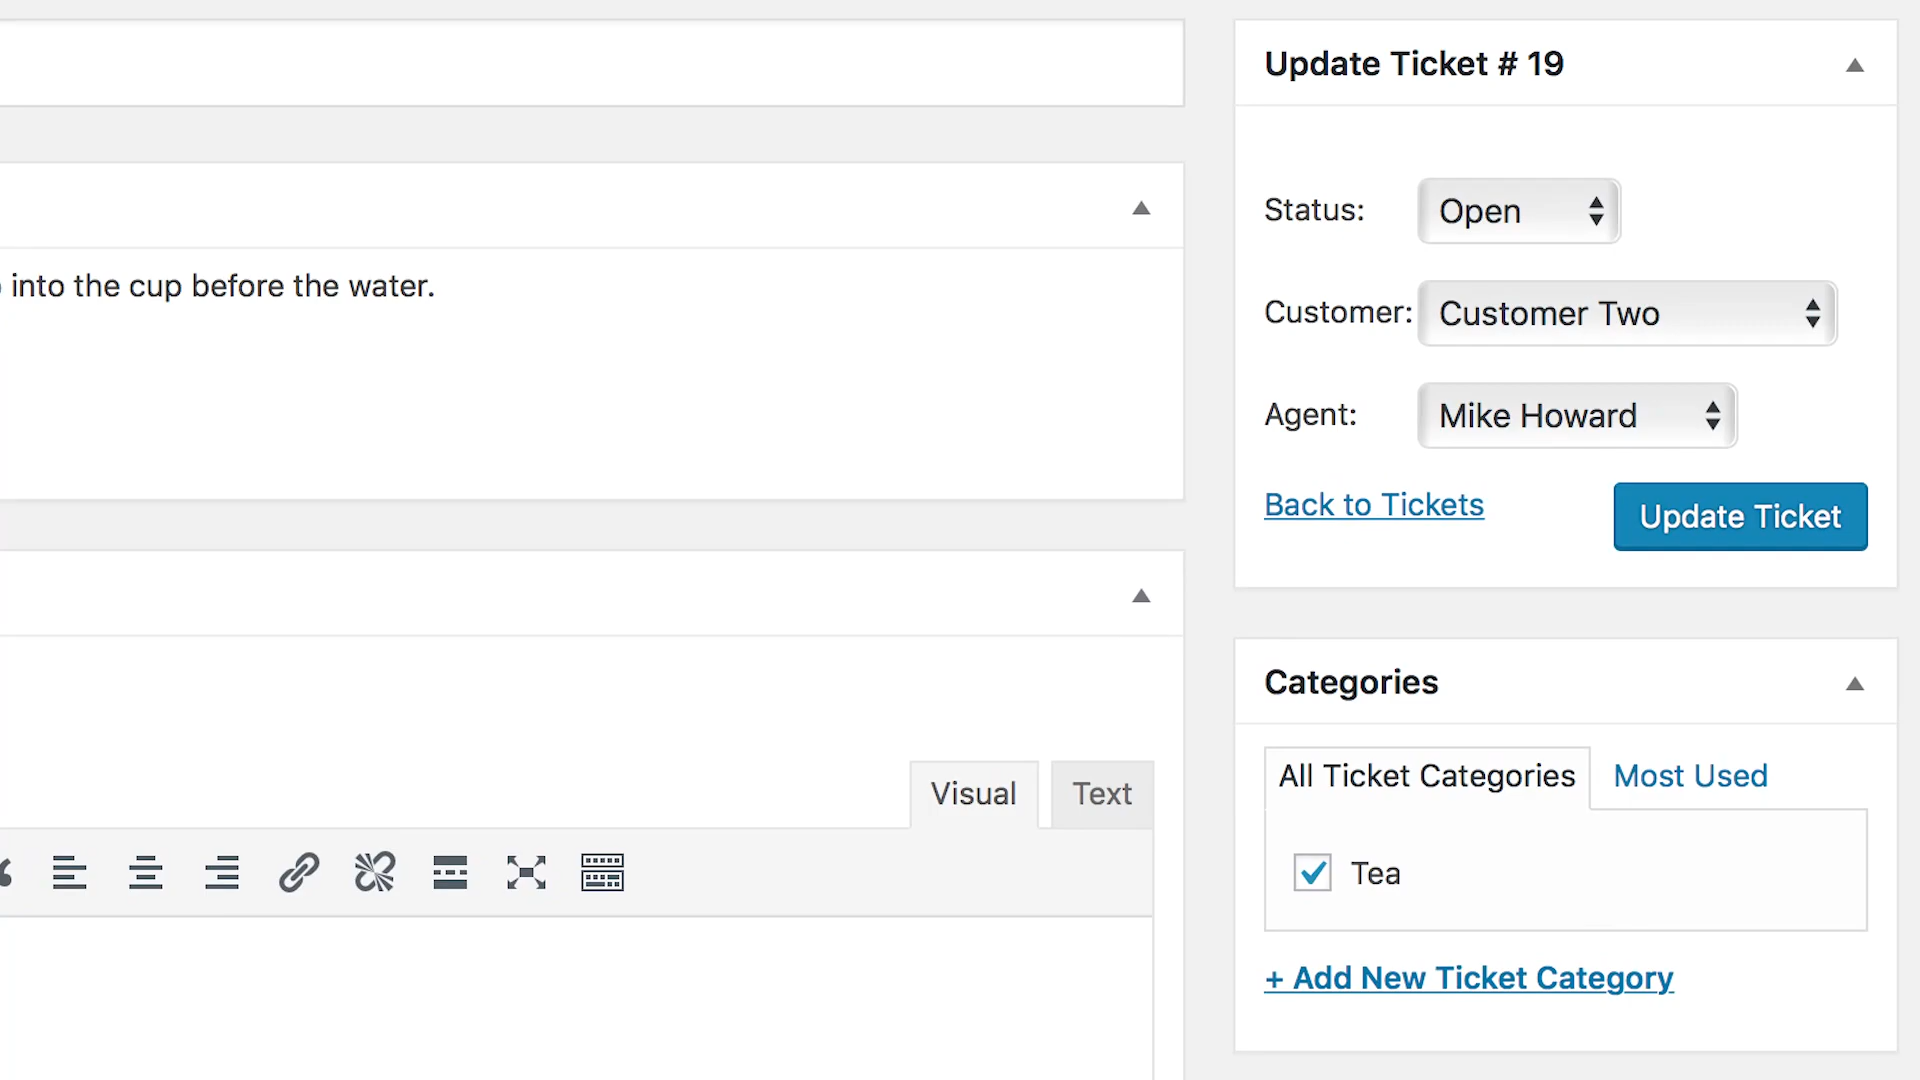 into the cup before the water.
Visual
Text
Update Ticket # 19
Status:
Open
Customer:
Customer Two
Agent:
Mike Howard
Back to Tickets
Update Ticket
Categories
All Ticket Categories
Most Used
Tea
+ Add New Ticket Category